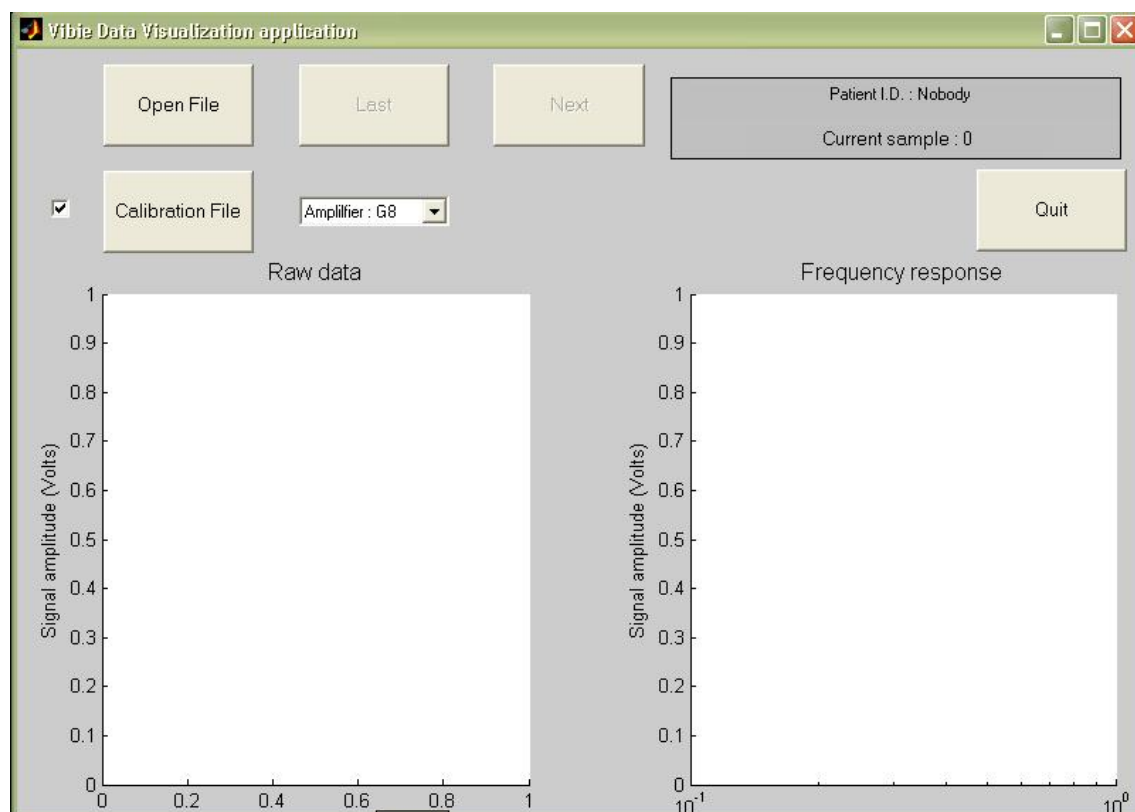 Vibie Data Visualization application
Open File
Last
Next
Patient I.D. : Nobody
Current sample : 0
Calibration File
Amplilfier : G8
Quit
Raw data
Frequency response
1
0.9
0.8
0.7
0.6
0.5
0.4
0.3
0.2
0.1
0
Signal amplitude (Volts)
0 0.2 0.4 0.6 0.8 1
1
0.9
0.8
0.7
0.6
0.5
0.4
0.3
0.2
0.1
0
Signal amplitude (Volts)
10⁻¹ 10⁰